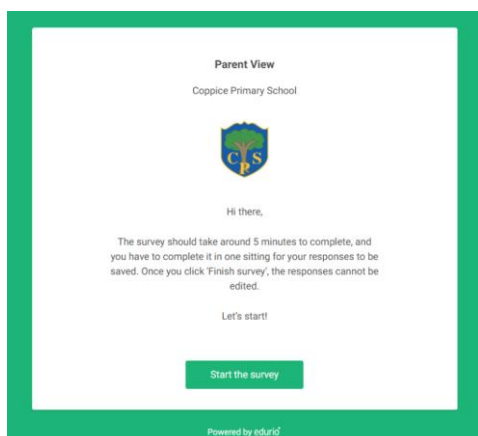 Parent View
Coppice Primary School
C P S
Hi there,
The survey should take around 5 minutes to complete, and
you have to complete it in one sitting for your responses to be
saved. Once you click 'Finish survey', the responses cannot be
edited.
Let's start!
Start the survey
Powered by edurio